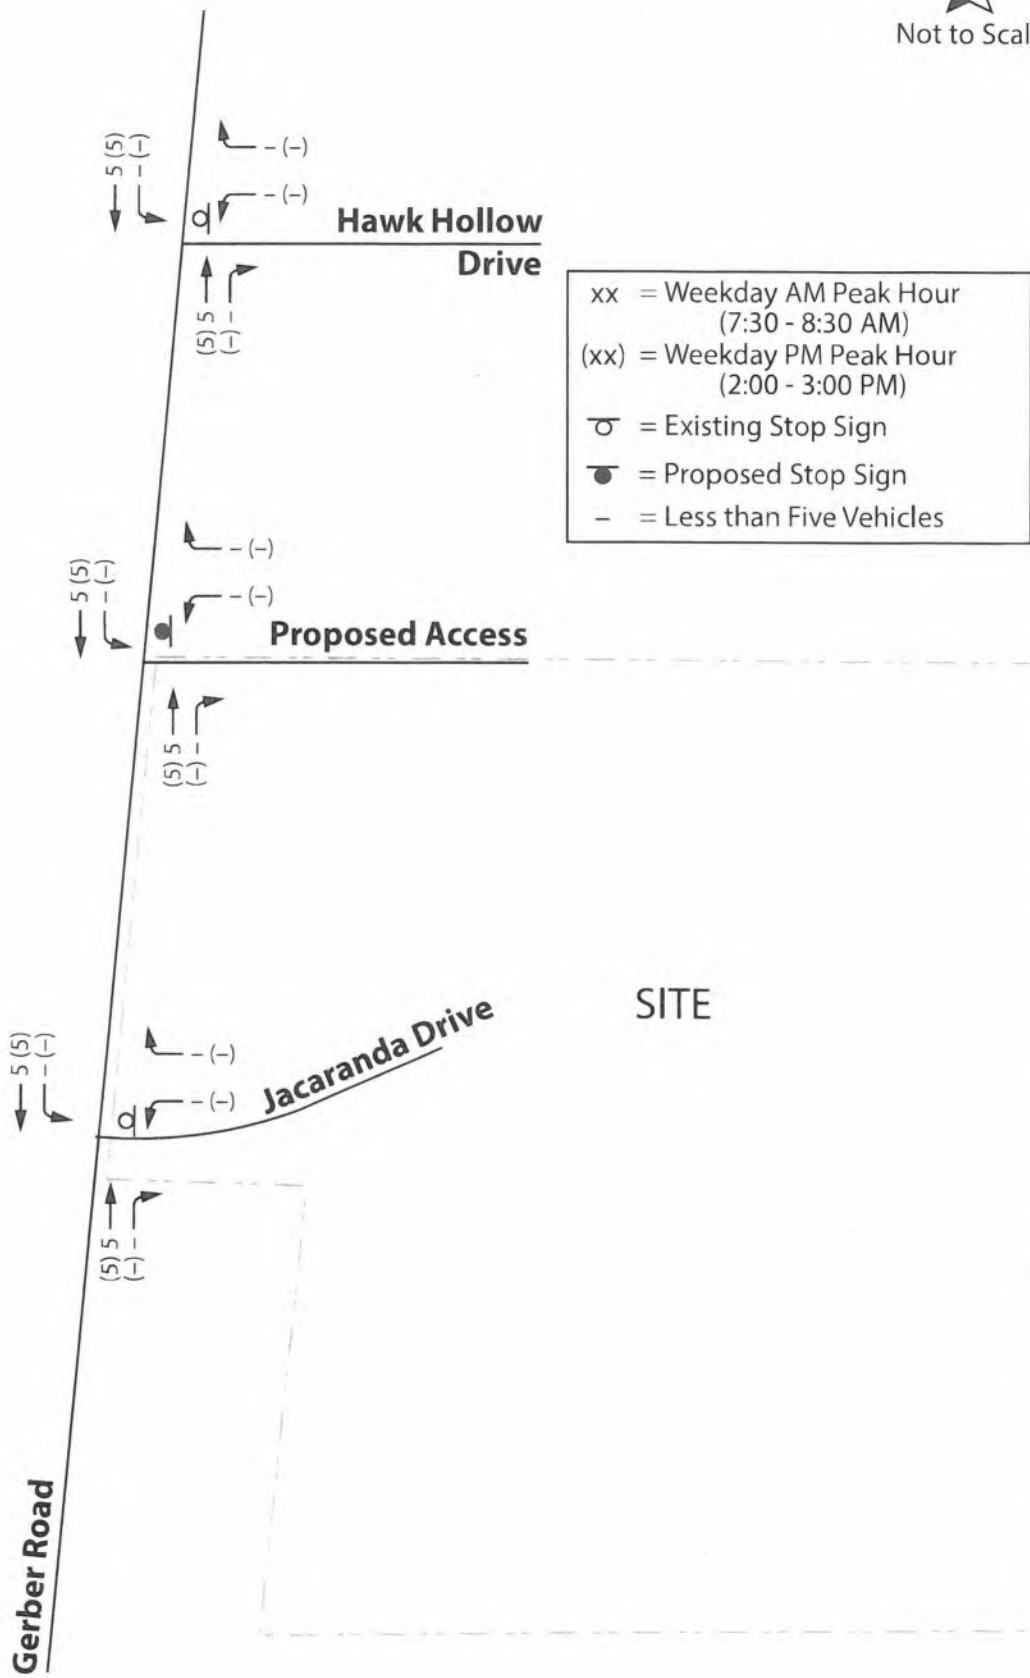 Not to Scal
5 (5)
– (–)
– (–)
– (–)
Hawk Hollow
Drive
(5) 5
(–) –
xx = Weekday AM Peak Hour
(7:30 - 8:30 AM)
(xx) = Weekday PM Peak Hour
(2:00 - 3:00 PM)
= Existing Stop Sign
= Proposed Stop Sign
– = Less than Five Vehicles
5 (5)
– (–)
– (–)
– (–)
Proposed Access
(5) 5
(–) –
SITE
5 (5)
– (–)
– (–)
– (–)
Jacaranda Drive
(5) 5
(–) –
Gerber Road